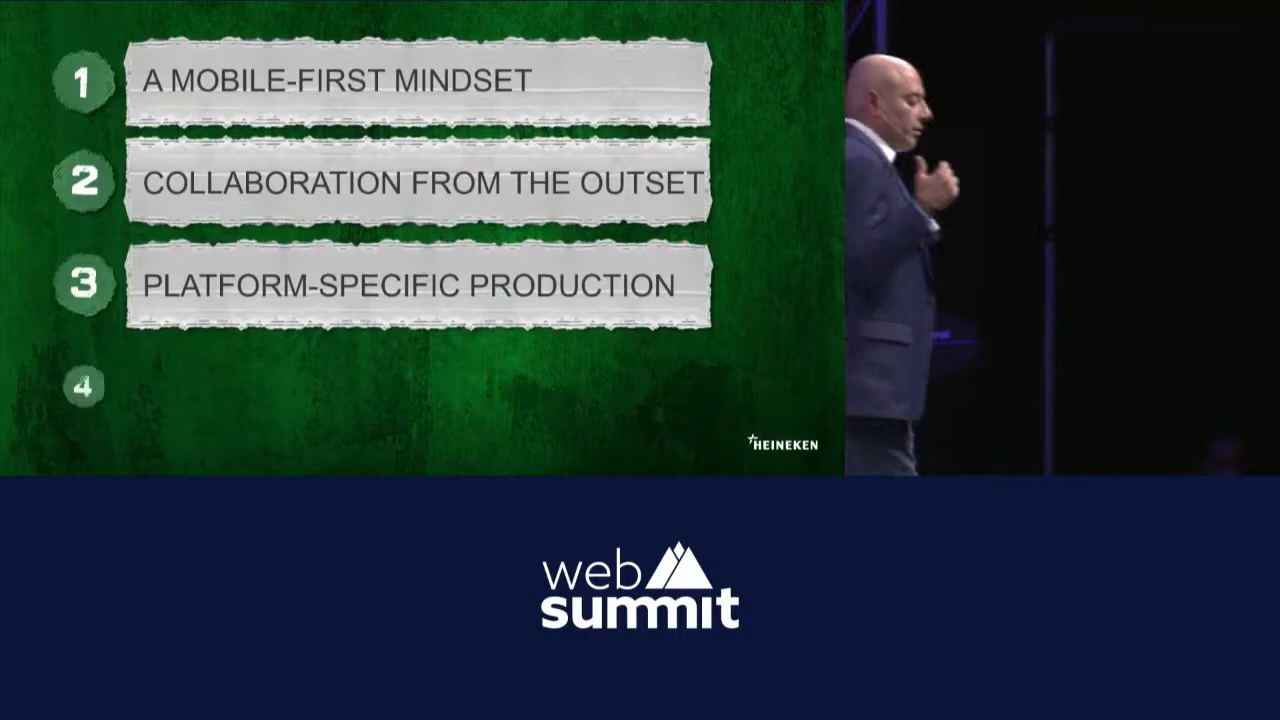 1 A MOBILE-FIRST MINDSET
2 COLLABORATION FROM THE OUTSET
3 PLATFORM-SPECIFIC PRODUCTION
4
HEINEKEN
web
summit